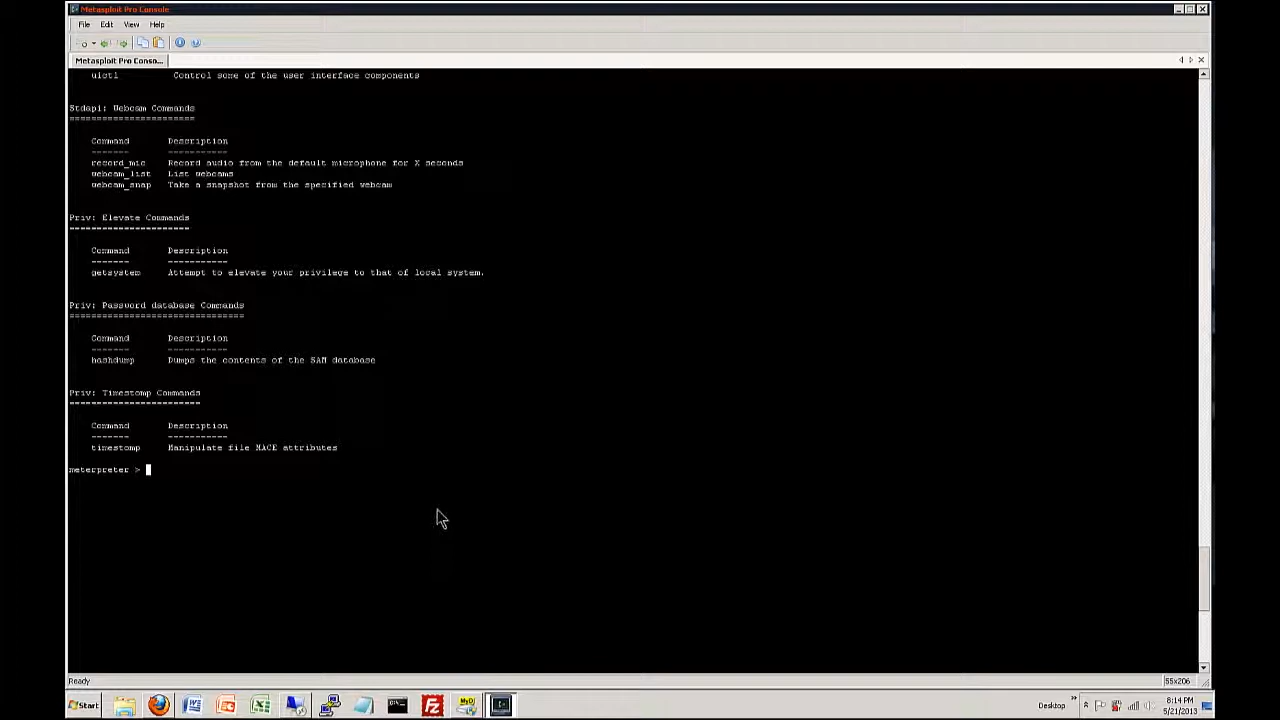 Metasploit Pro Console
File Edit View Help
Metasploit Pro Conso...
uictl Control some of the user interface components
Stdapi: Webcam Commands
=======================
Command Description
------- -----------
record_mic Record audio from the default microphone for X seconds
webcam_list List webcams
webcam_snap Take a snapshot from the specified webcam
Priv: Elevate Commands
======================
Command Description
------- -----------
getsystem Attempt to elevate your privilege to that of local system.
Priv: Password database Commands
================================
Command Description
------- -----------
hashdump Dumps the contents of the SAM database
Priv: Timestomp Commands
========================
Command Description
------- -----------
timestomp Manipulate file MACE attributes
meterpreter >
Ready 55x206
Start Desktop 8:14 PM
5/21/2013